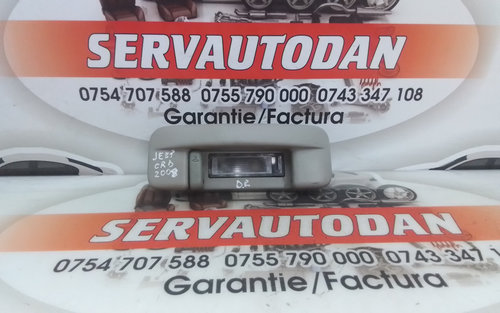 SERVAUTODAN
0754 707 588 0755 790 000 0743 347 108
Garantie/Factura
JEEP
CRD
2008
D.R
SERVAUTODAN
0754 707 588 0755 790 000 0743 347 1
Garantie/Factura